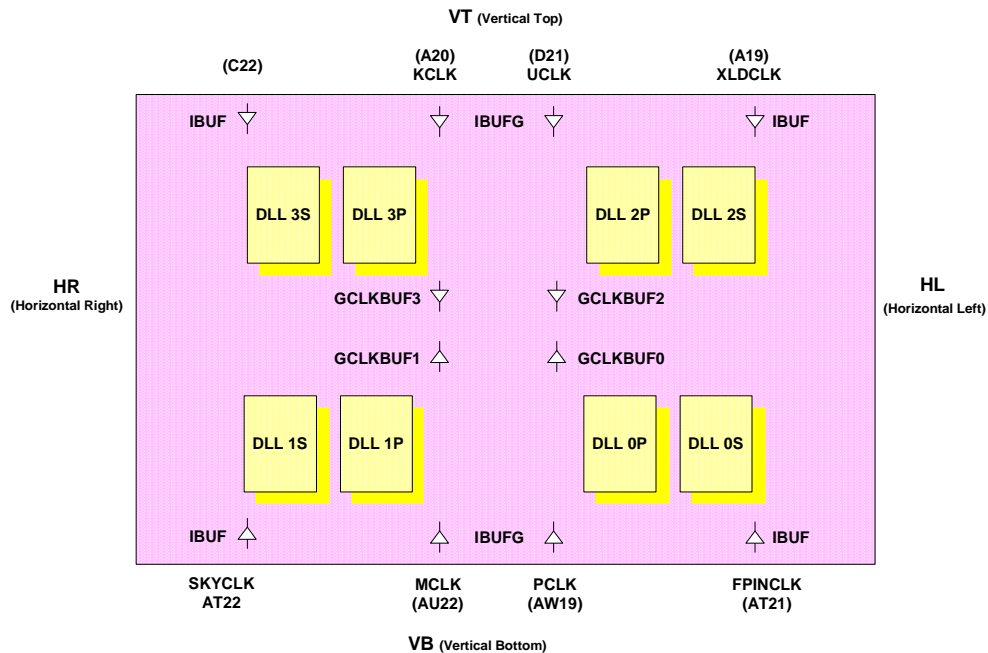 VT (Vertical Top)
(C22)
(A20)
KCLK
(D21)
UCLK
(A19)
XLDCLK
IBUF
IBUFG
IBUF
DLL 3S
DLL 3P
DLL 2P
DLL 2S
HR
(Horizontal Right)
HL
(Horizontal Left)
GCLKBUF3
GCLKBUF2
GCLKBUF1
GCLKBUF0
DLL 1S
DLL 1P
DLL 0P
DLL 0S
IBUF
IBUFG
IBUF
SKYCLK
AT22
MCLK
(AU22)
PCLK
(AW19)
FPINCLK
(AT21)
VB (Vertical Bottom)